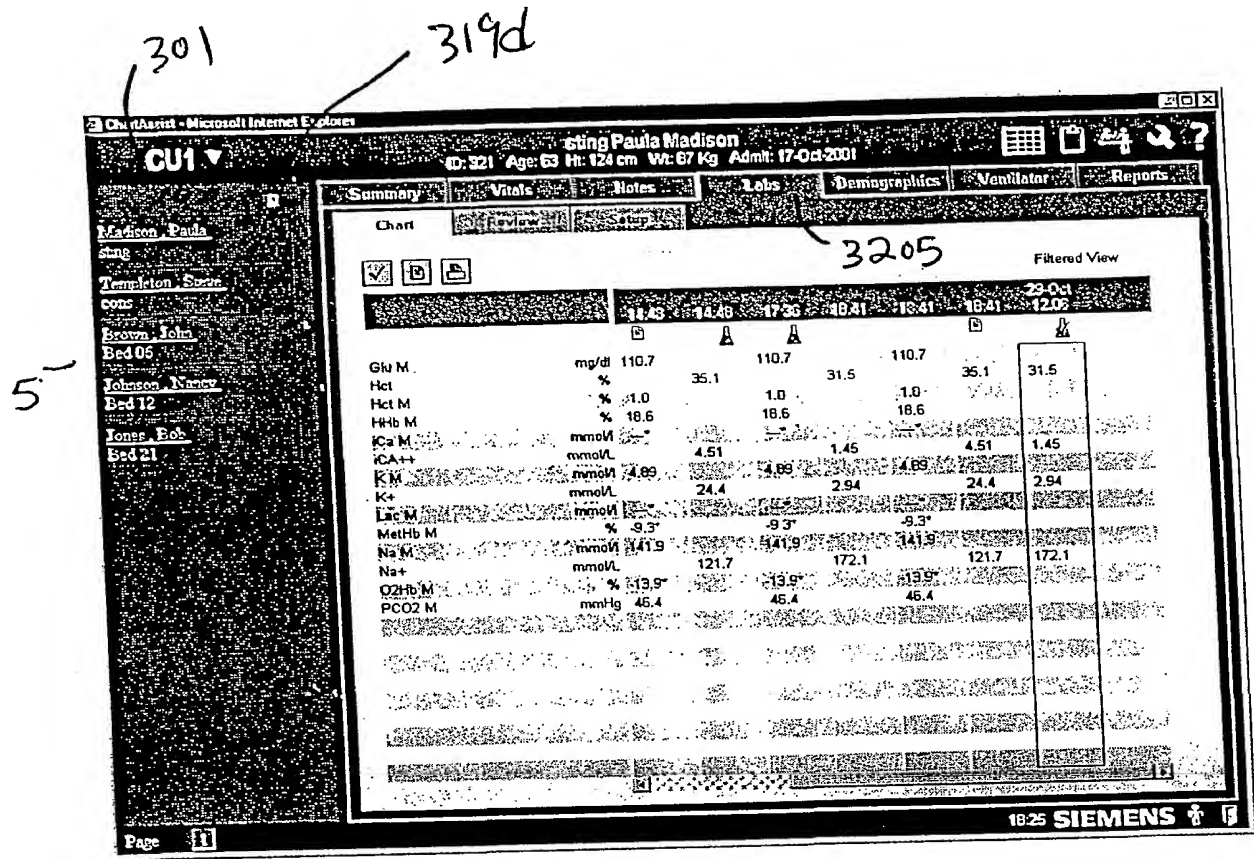 301
319d
ChartAssist - Microsoft Internet Explorer
CU1
sting Paula Madison
ID: 321 Age: 63 Ht: 124 cm Wt: 67 Kg Admit: 17-Oct-2001
?
Summary Vitals Notes Labs Demographics Ventilator Reports
Chart Review Setup
3205
Filtered View
Madison, Paula
sting
Templeton, Steve
cons
Brown, John
Bed 05
Johnson, Nancy
Bed 12
Jones, Bob
Bed 21
5
29-Oct
14:48 17:36 18:41 18:41 18:41 12:06
Glu M mg/dl 110.7 110.7 110.7
Hct % 35.1 31.5 35.1 31.5
Hct M % 1.0 1.0 1.0
HHb M % 18.6 18.6 18.6
iCa M mmol/l
iCA++ mmol/L 4.51 1.45 4.51 1.45
K M mmol/l 4.89 4.89 4.89
K+ mmol/L 24.4 2.94 24.4 2.94
Lac M mmol/l
MetHb M % -9.3* -9.3* -9.3*
Na M mmol/l 141.9 141.9 141.9
Na+ mmol/L 121.7 172.1 121.7 172.1
O2Hb M % -13.9* -13.9* -13.9*
PCO2 M mmHg 46.4 46.4 46.4
Page 1
18:25 SIEMENS